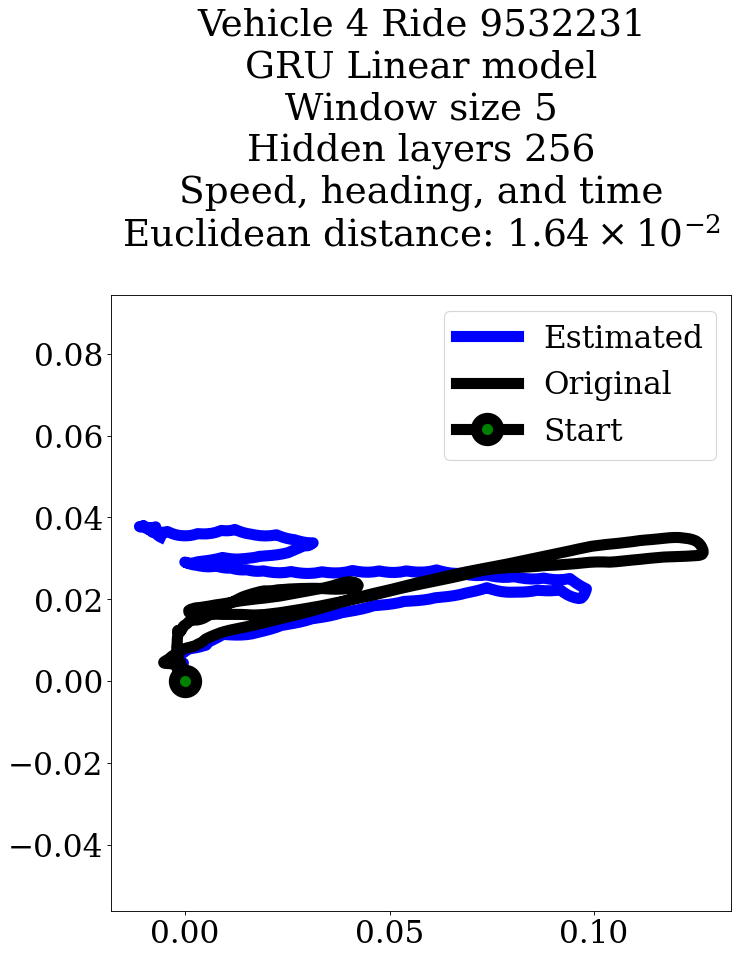 Vehicle 4 Ride 9532231
GRU Linear model
Window size 5
Hidden layers 256
Speed, heading, and time
Euclidean distance: 1.64 × 10⁻²
Estimated
Original
Start
0.08
0.06
0.04
0.02
0.00
−0.02
−0.04
0.00 0.05 0.10